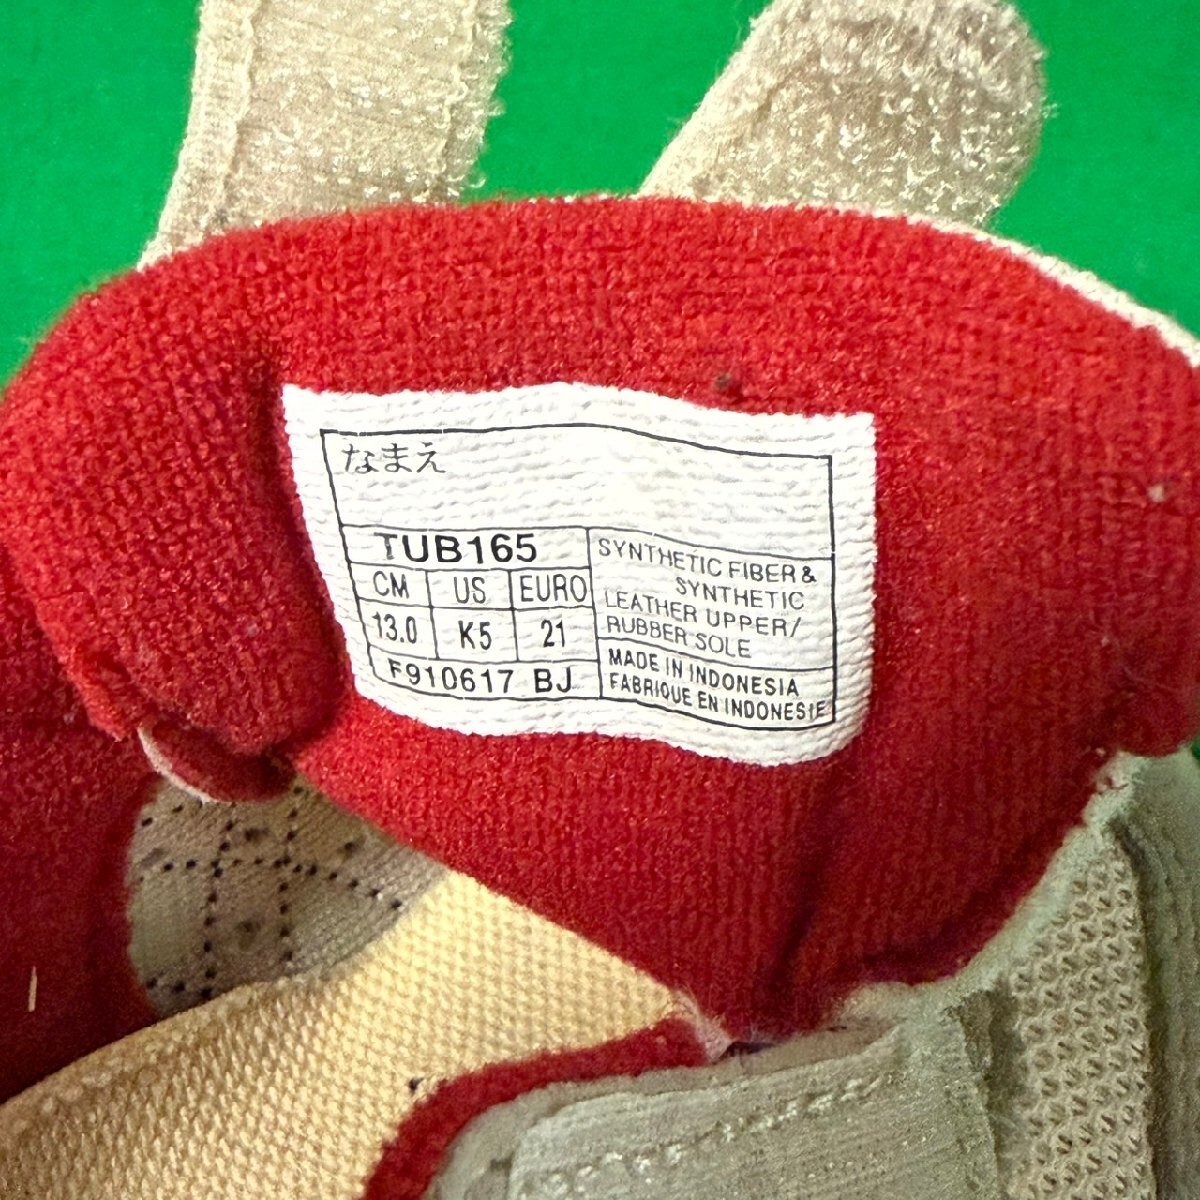 なまえ
TUB165
CM US EURO
13.0 K5 21
F910617 BJ
SYNTHETIC FIBER &
SYNTHETIC
LEATHER UPPER/
RUBBER SOLE
MADE IN INDONESIA
FABRIQUE EN INDONESIE